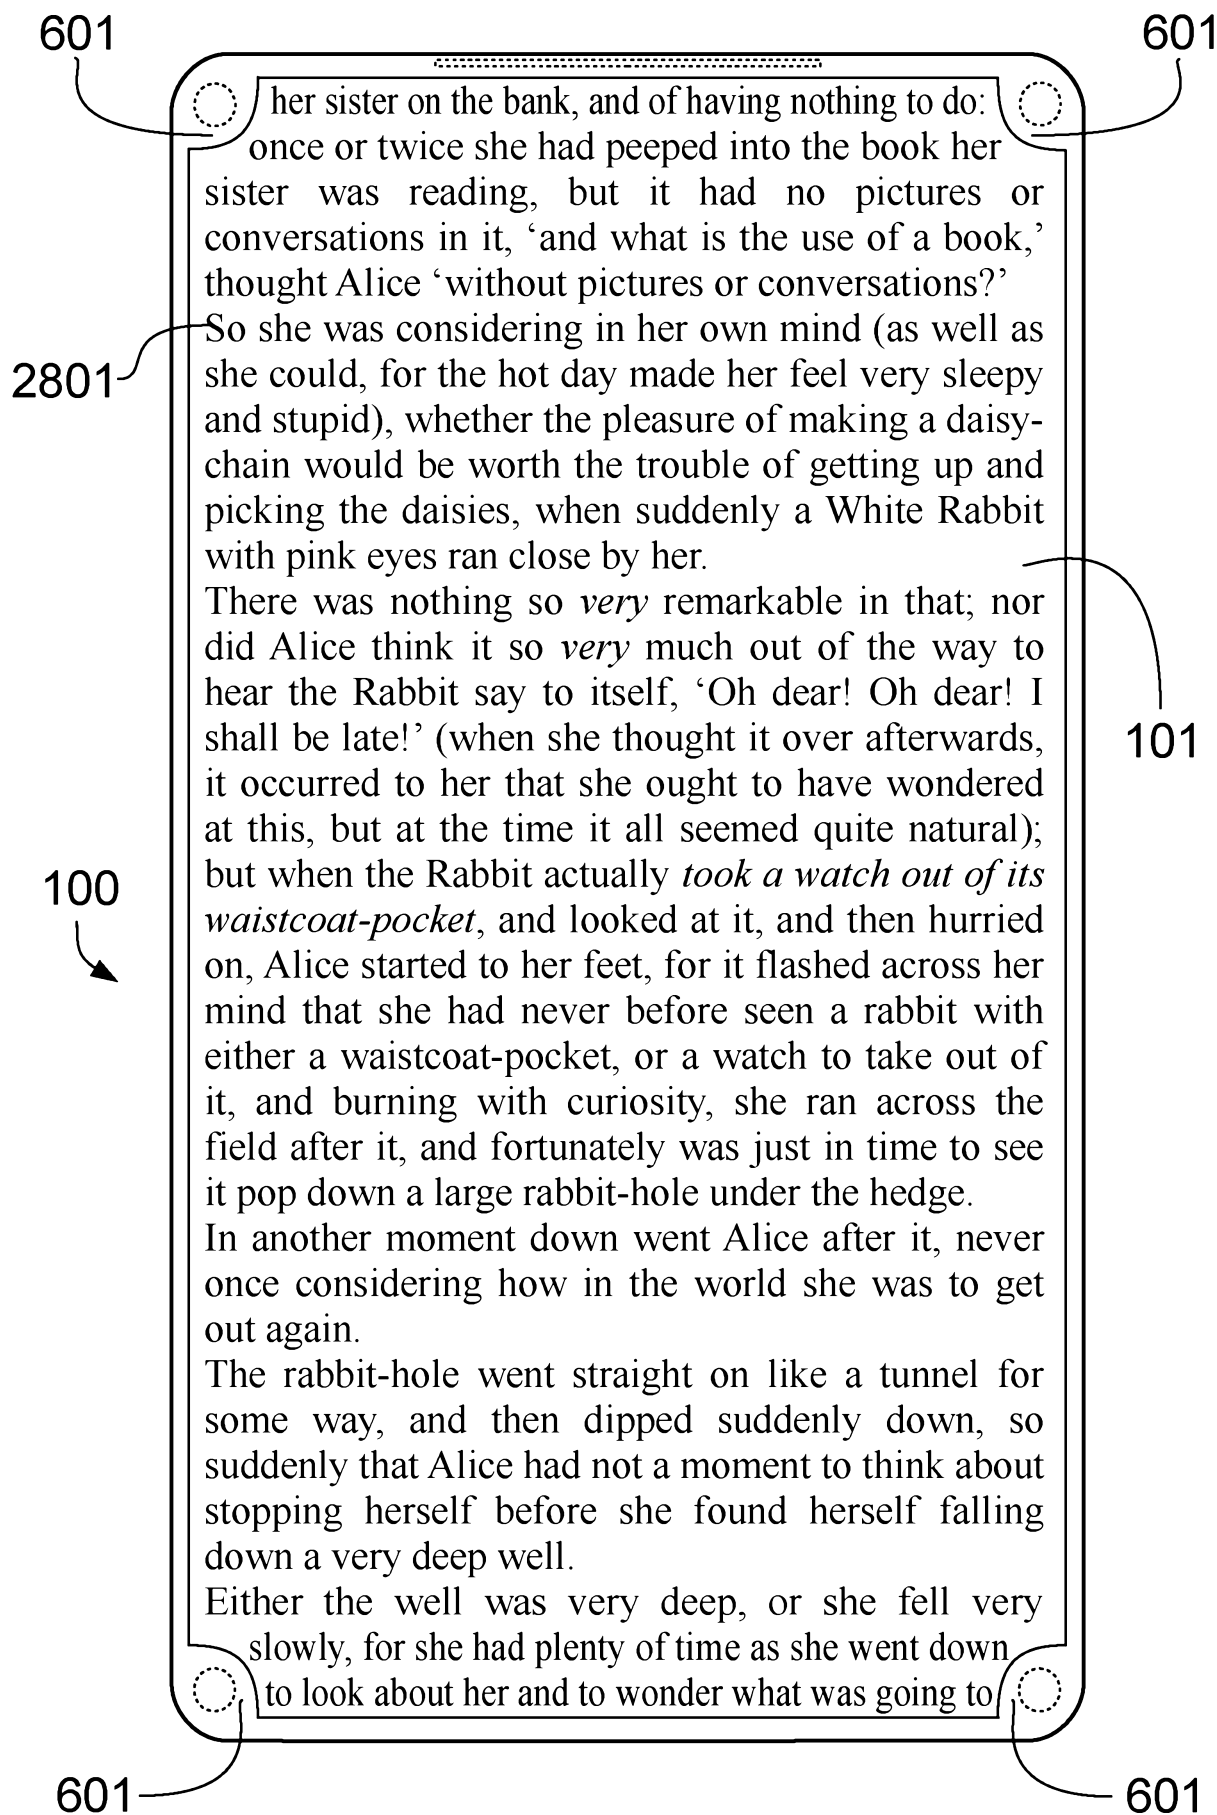 601
601
her sister on the bank, and of having nothing to do:
once or twice she had peeped into the book her
sister was reading, but it had no pictures or
conversations in it, ‘and what is the use of a book,’
thought Alice ‘without pictures or conversations?’
So she was considering in her own mind (as well as
2801
she could, for the hot day made her feel very sleepy
and stupid), whether the pleasure of making a daisy-
chain would be worth the trouble of getting up and
picking the daisies, when suddenly a White Rabbit
with pink eyes ran close by her.
There was nothing so very remarkable in that; nor
did Alice think it so very much out of the way to
hear the Rabbit say to itself, ‘Oh dear! Oh dear! I
shall be late!’ (when she thought it over afterwards,
101
it occurred to her that she ought to have wondered
at this, but at the time it all seemed quite natural);
but when the Rabbit actually took a watch out of its
100
waistcoat-pocket, and looked at it, and then hurried
on, Alice started to her feet, for it flashed across her
mind that she had never before seen a rabbit with
either a waistcoat-pocket, or a watch to take out of
it, and burning with curiosity, she ran across the
field after it, and fortunately was just in time to see
it pop down a large rabbit-hole under the hedge.
In another moment down went Alice after it, never
once considering how in the world she was to get
out again.
The rabbit-hole went straight on like a tunnel for
some way, and then dipped suddenly down, so
suddenly that Alice had not a moment to think about
stopping herself before she found herself falling
down a very deep well.
Either the well was very deep, or she fell very
slowly, for she had plenty of time as she went down
to look about her and to wonder what was going to
601
601